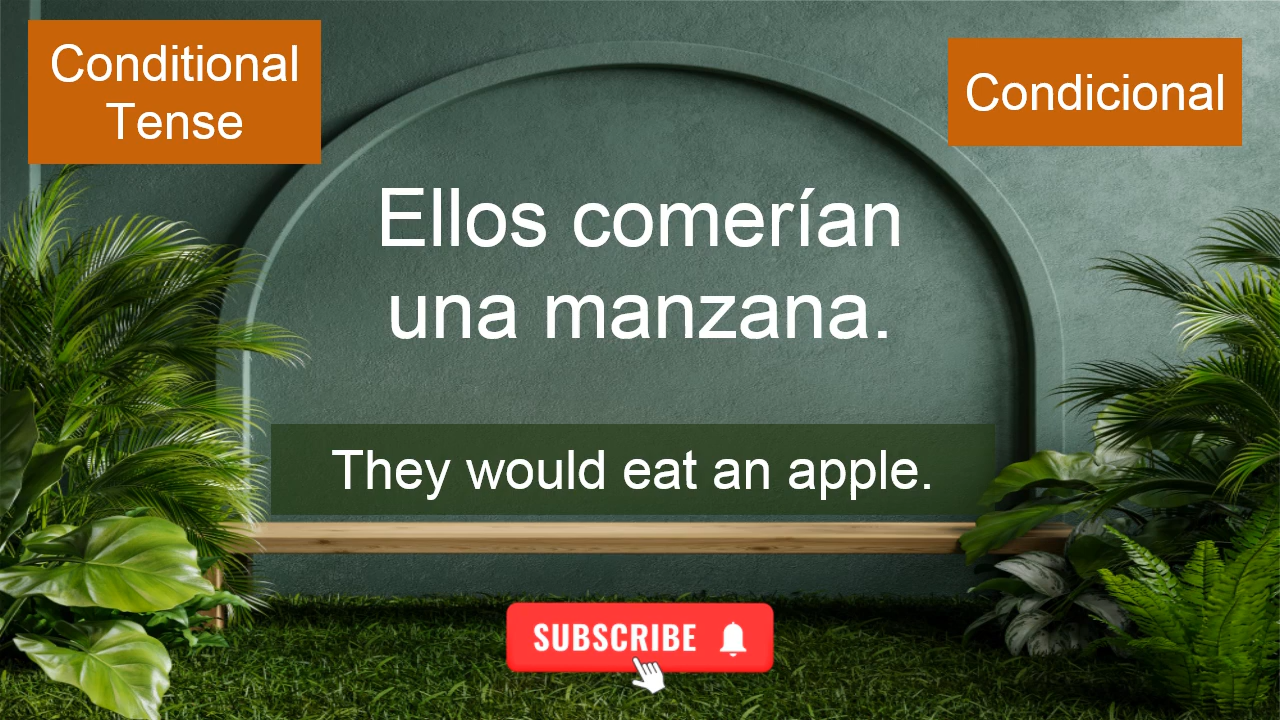 Conditional
Tense
Condicional
Ellos comerían
una manzana.
They would eat an apple.
SUBSCRIBE